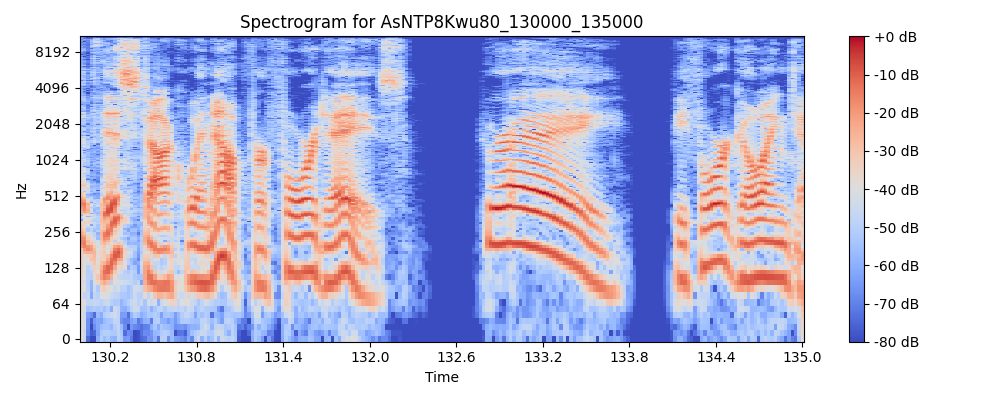 Spectrogram for AsNTP8Kwu80_130000_135000
8192
4096
2048
1024
512
256
128
64
0
Hz
130.2 130.8 131.4 132.0 132.6 133.2 133.8 134.4 135.0
Time
+0 dB
-10 dB
-20 dB
-30 dB
-40 dB
-50 dB
-60 dB
-70 dB
-80 dB